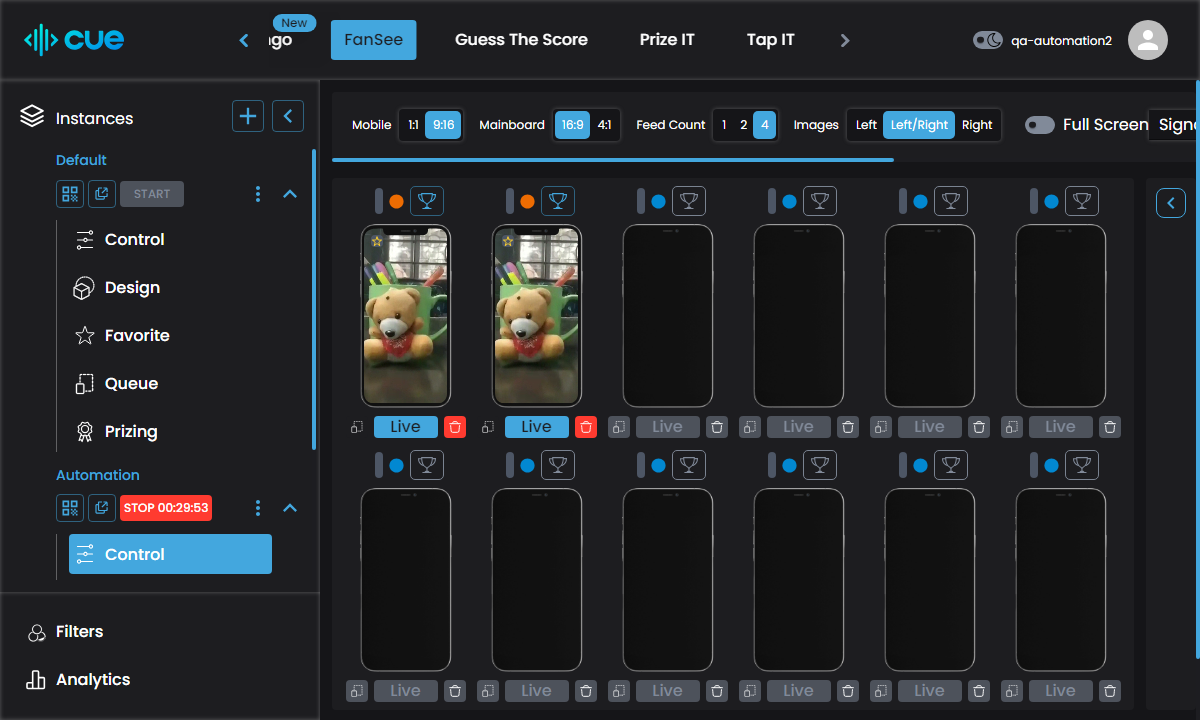 cue
New
FanSee
Guess The Score
Prize IT
Tap IT
qa-automation2
Instances
Default
START
Control
Design
Favorite
Queue
Prizing
Automation
STOP 00:29:53
Control
Filters
Analytics
Mobile 1:1 9:16 Mainboard 16:9 4:1 Feed Count 1 2 4 Images Left Left/Right Right Full Screen
Live Live Live Live Live Live
Live Live Live Live Live Live